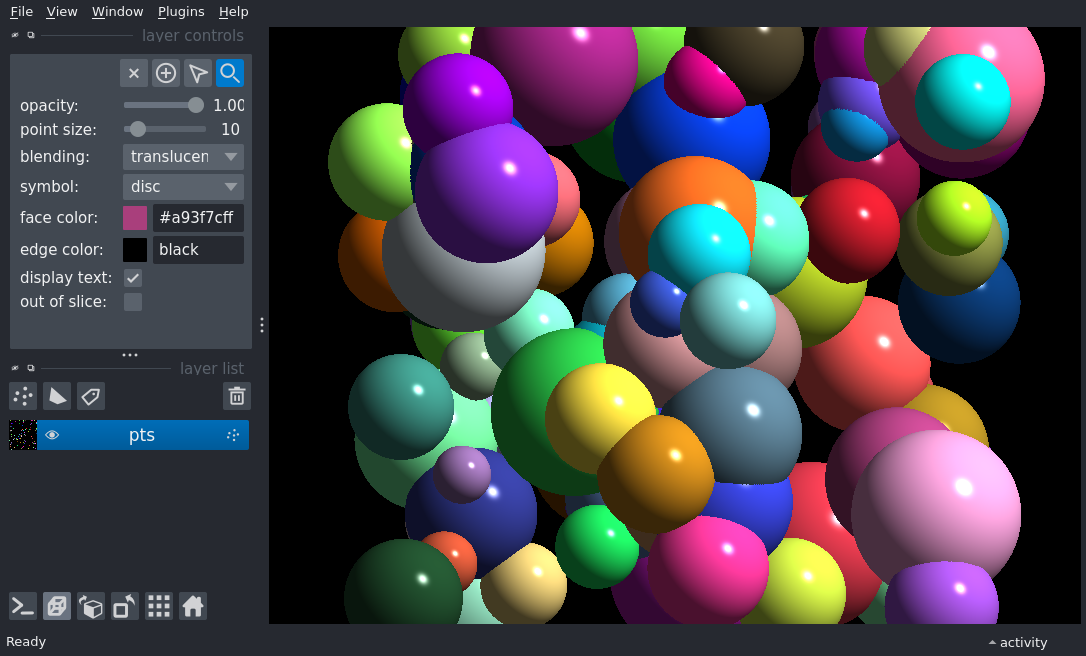 File View Window Plugins Help
layer controls
opacity: 1.00
point size: 10
blending: translucen
symbol: disc
face color: #a93f7cff
edge color: black
display text:
out of slice:
layer list
pts
Ready
activity